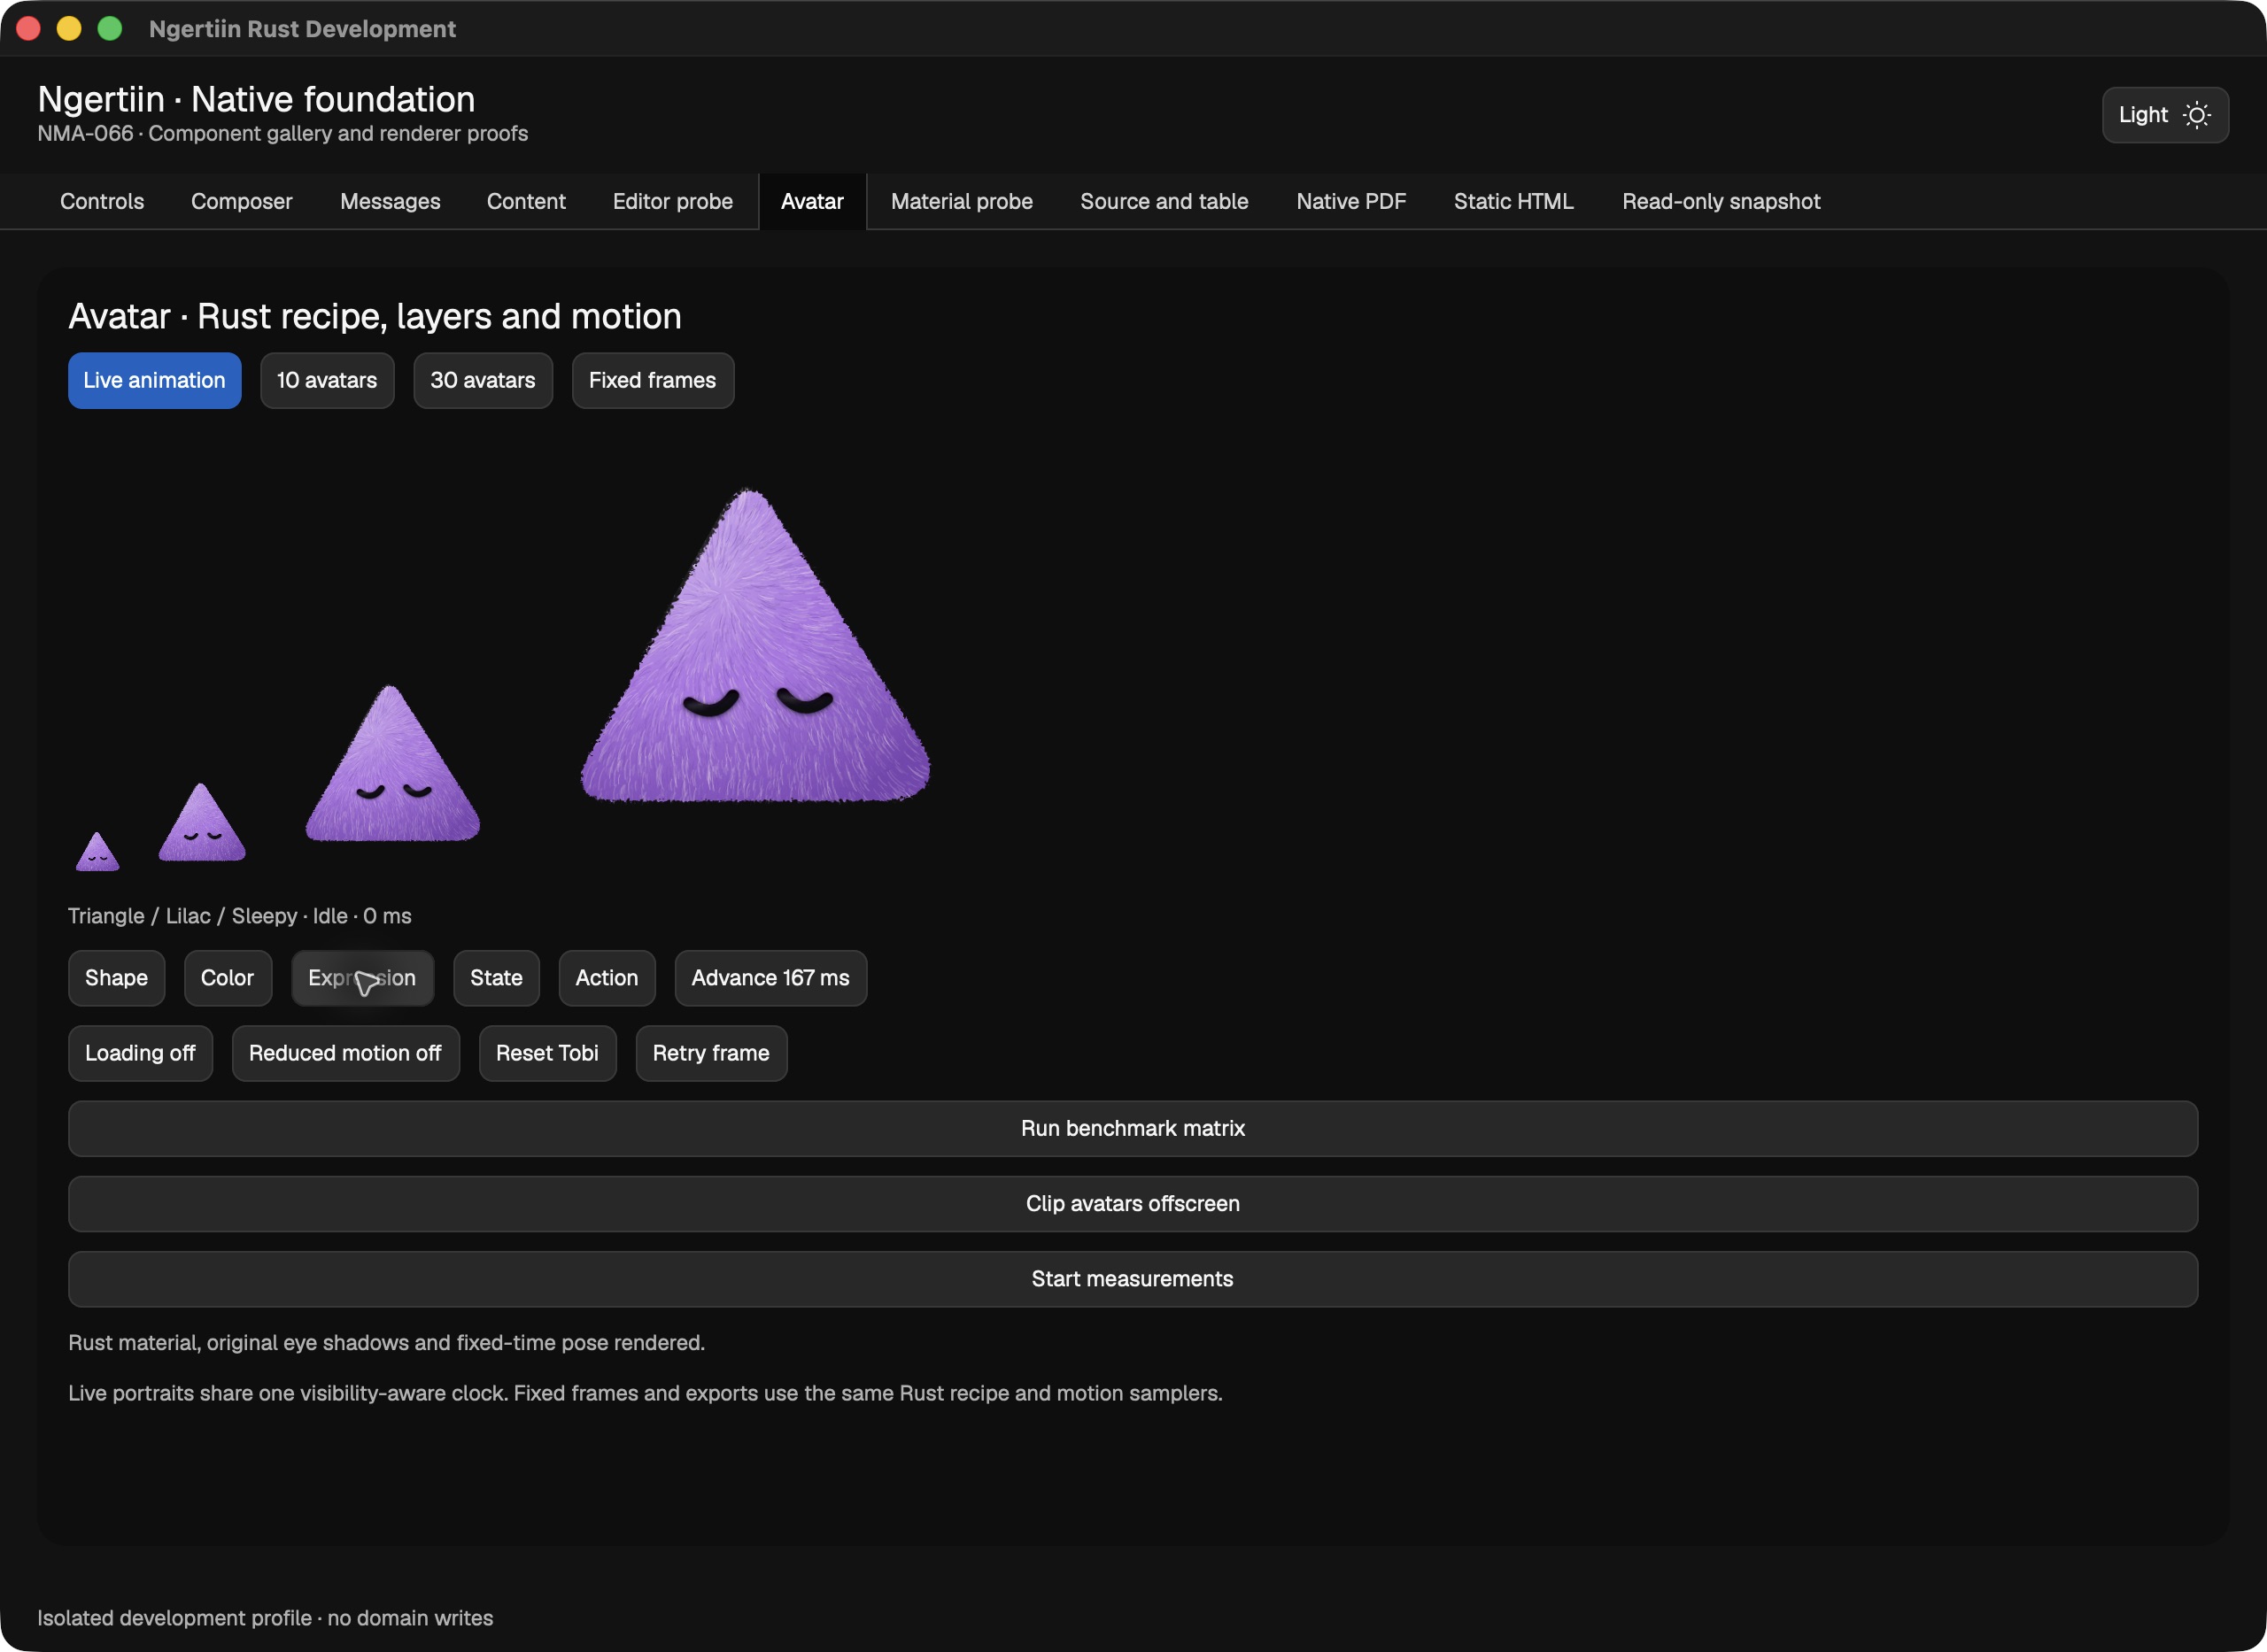 Ngertiin Rust Development
Ngertiin · Native foundation
NMA-066 · Component gallery and renderer proofs
Light
Controls Composer Messages Content Editor probe Avatar Material probe Source and table Native PDF Static HTML Read-only snapshot
Avatar · Rust recipe, layers and motion
Live animation 10 avatars 30 avatars Fixed frames
Triangle / Lilac / Sleepy · Idle · 0 ms
Shape Color Expression State Action Advance 167 ms
Loading off Reduced motion off Reset Tobi Retry frame
Run benchmark matrix
Clip avatars offscreen
Start measurements
Rust material, original eye shadows and fixed-time pose rendered.
Live portraits share one visibility-aware clock. Fixed frames and exports use the same Rust recipe and motion samplers.
Isolated development profile · no domain writes